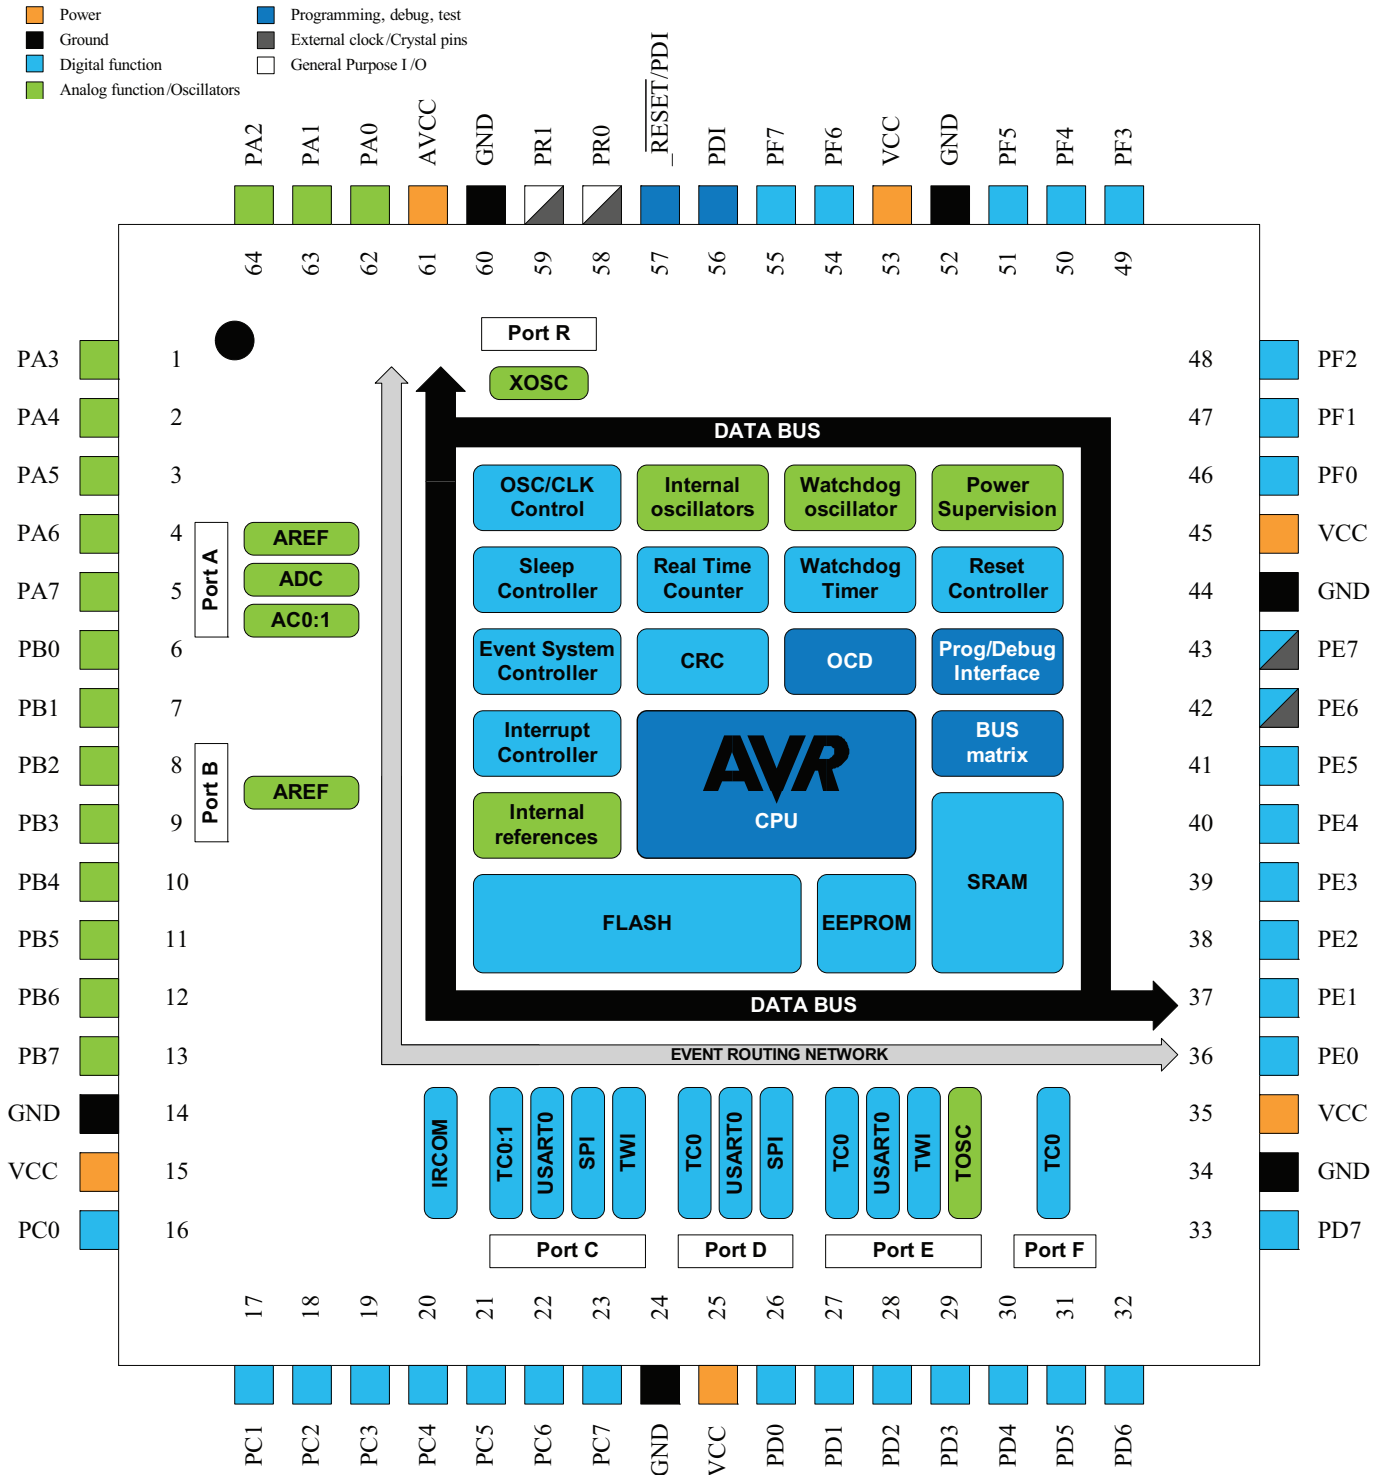 Power
Ground
Digital function
Analog function/Oscillators
Programming, debug, test
External clock/Crystal pins
General Purpose I/O
PA2
PA1
PA0
AVCC
GND
PR1
PR0
_RESET/PDI
PDI
PF7
PF6
VCC
GND
PF5
PF4
PF3
64
63
62
61
60
59
58
57
56
55
54
53
52
51
50
49
PA3 1
PA4 2
PA5 3
PA6 4
PA7 5
PB0 6
PB1 7
PB2 8
PB3 9
PB4 10
PB5 11
PB6 12
PB7 13
GND 14
VCC 15
PC0 16
Port A
AREF
ADC
AC0:1
Port B
AREF
Port R
XOSC
DATA BUS
OSC/CLK
Control
Internal
oscillators
Watchdog
oscillator
Power
Supervision
Sleep
Controller
Real Time
Counter
Watchdog
Timer
Reset
Controller
Event System
Controller
CRC
OCD
Prog/Debug
Interface
Interrupt
Controller
AVR
CPU
BUS
matrix
Internal
references
SRAM
FLASH
EEPROM
DATA BUS
EVENT ROUTING NETWORK
IRCOM
TC0:1
USART0
SPI
TWI
TC0
USART0
SPI
TC0
USART0
TWI
TOSC
TC0
Port C
Port D
Port E
Port F
48 PF2
47 PF1
46 PF0
45 VCC
44 GND
43 PE7
42 PE6
41 PE5
40 PE4
39 PE3
38 PE2
37 PE1
36 PE0
35 VCC
34 GND
33 PD7
17
18
19
20
21
22
23
24
25
26
27
28
29
30
31
32
PC1
PC2
PC3
PC4
PC5
PC6
PC7
GND
VCC
PD0
PD1
PD2
PD3
PD4
PD5
PD6